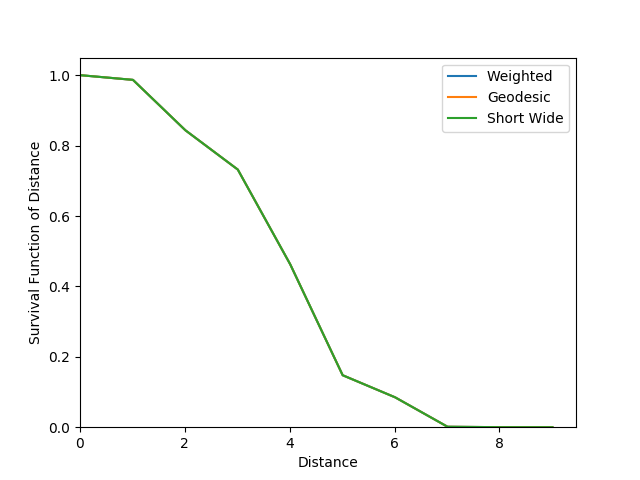 Weighted
Geodesic
Short Wide
Survival Function of Distance
1.0
0.8
0.6
0.4
0.2
0.0
0 2 4 6 8
Distance